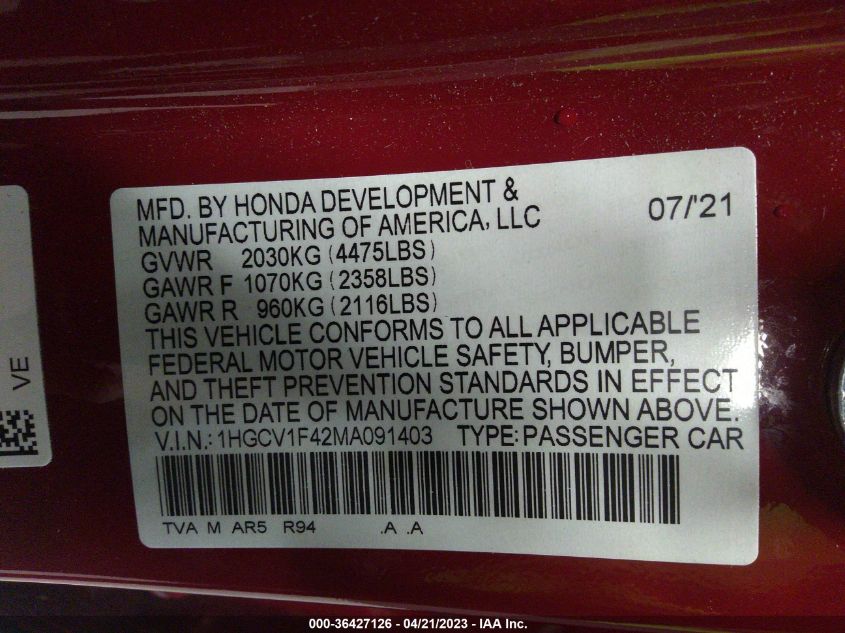 MFD. BY HONDA DEVELOPMENT & 07/'21
MANUFACTURING OF AMERICA, LLC
GVWR 2030KG (4475LBS)
GAWR F 1070KG (2358LBS)
GAWR R 960KG (2116LBS)
THIS VEHICLE CONFORMS TO ALL APPLICABLE
FEDERAL MOTOR VEHICLE SAFETY, BUMPER,
AND THEFT PREVENTION STANDARDS IN EFFECT
ON THE DATE OF MANUFACTURE SHOWN ABOVE.
V.I.N.: 1HGCV1F42MA091403 TYPE: PASSENGER CAR
TVA M AR5 R94 .A .A
VE
000-36427126 - 04/21/2023 - IAA Inc.